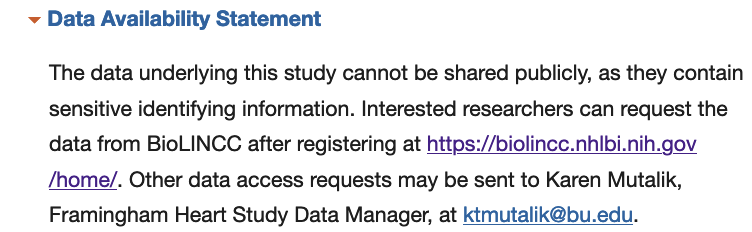 Data Availability Statement
The data underlying this study cannot be shared publicly, as they contain
sensitive identifying information. Interested researchers can request the
data from BioLINCC after registering at https://biolincc.nhlbi.nih.gov
/home/. Other data access requests may be sent to Karen Mutalik,
Framingham Heart Study Data Manager, at ktmutalik@bu.edu.